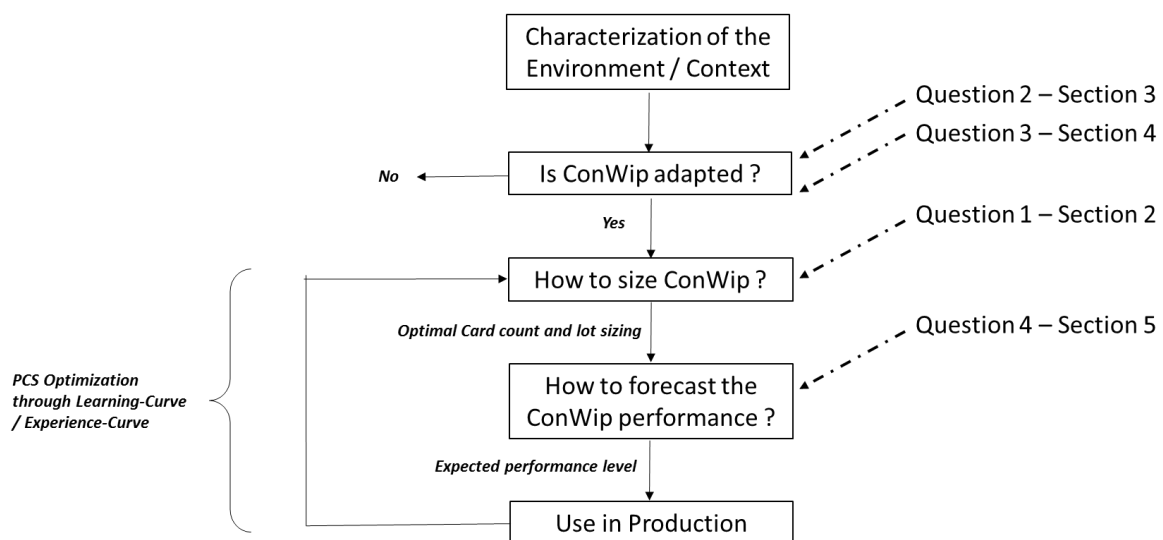 Characterization of the
Environment / Context
Question 2 – Section 3
Question 3 – Section 4
Is ConWip adapted ?
No
Yes
Question 1 – Section 2
How to size ConWip ?
Optimal Card count and lot sizing
Question 4 – Section 5
How to forecast the
ConWip performance ?
PCS Optimization
through Learning-Curve
/ Experience-Curve
Expected performance level
Use in Production